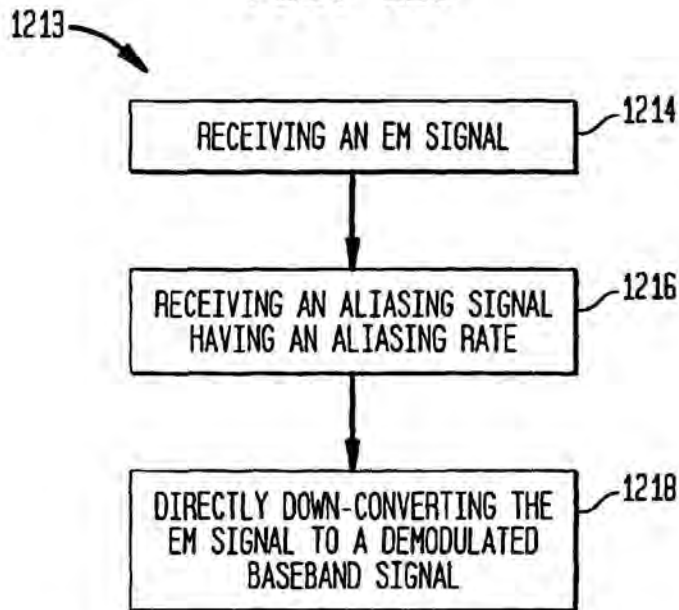 1213
RECEIVING AN EM SIGNAL
1214
RECEIVING AN ALIASING SIGNAL
HAVING AN ALIASING RATE
1216
DIRECTLY DOWN-CONVERTING THE
EM SIGNAL TO A DEMODULATED
BASEBAND SIGNAL
1218